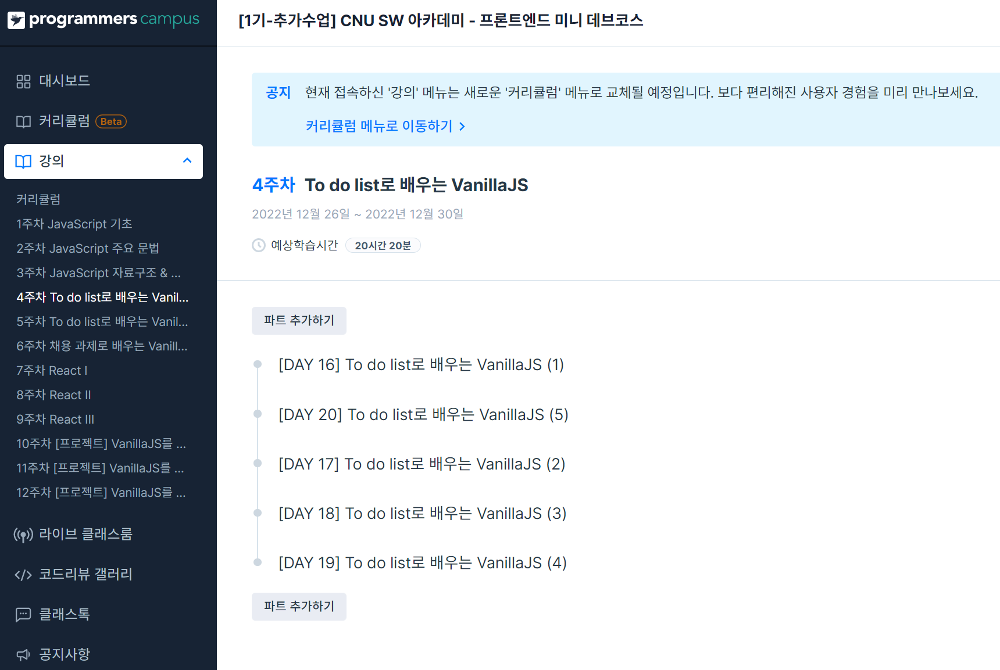 programmers campus
대시보드
커리큘럼 Beta
강의
커리큘럼
1주차 JavaScript 기초
2주차 JavaScript 주요 문법
3주차 JavaScript 자료구조 & ...
4주차 To do list로 배우는 Vanil...
5주차 To do list로 배우는 Vanil...
6주차 채용 과제로 배우는 Vanill...
7주차 React I
8주차 React II
9주차 React III
10주차 [프로젝트] VanillaJS를 ...
11주차 [프로젝트] VanillaJS를 ...
12주차 [프로젝트] VanillaJS를 ...
라이브 클래스룸
코드리뷰 갤러리
클래스톡
공지사항
[1기-추가수업] CNU SW 아카데미 - 프론트엔드 미니 데브코스
공지 현재 접속하신 '강의' 메뉴는 새로운 '커리큘럼' 메뉴로 교체될 예정입니다. 보다 편리해진 사용자 경험을 미리 만나보세요.
커리큘럼 메뉴로 이동하기 >
4주차 To do list로 배우는 VanillaJS
2022년 12월 26일 ~ 2022년 12월 30일
예상학습시간 20시간 20분
파트 추가하기
[DAY 16] To do list로 배우는 VanillaJS (1)
[DAY 20] To do list로 배우는 VanillaJS (5)
[DAY 17] To do list로 배우는 VanillaJS (2)
[DAY 18] To do list로 배우는 VanillaJS (3)
[DAY 19] To do list로 배우는 VanillaJS (4)
파트 추가하기